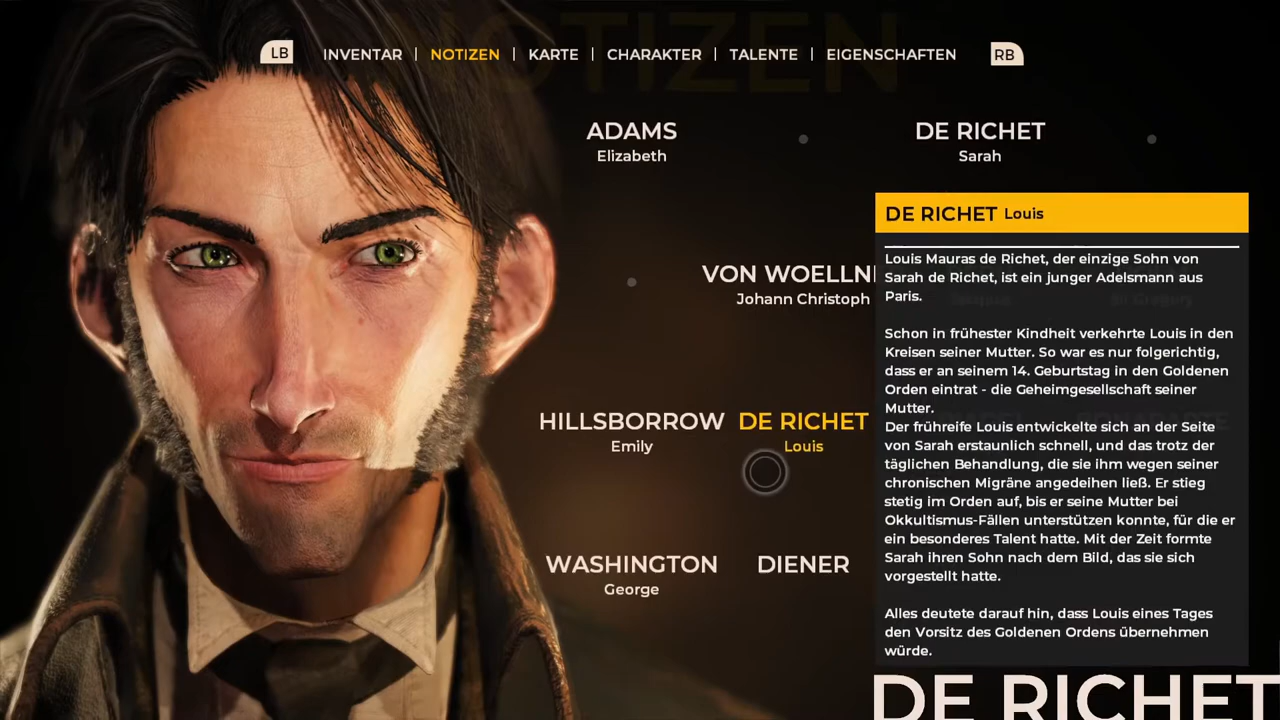 NOTIZEN
LB INVENTAR | NOTIZEN | KARTE | CHARAKTER | TALENTE | EIGENSCHAFTEN RB
ADAMS
Elizabeth
DE RICHET
Sarah
VON WOELLN
Johann Christoph
HILLSBORROW
Emily
DE RICHET
Louis
WASHINGTON
George
DIENER
DE RICHET Louis
Louis Mauras de Richet, der einzige Sohn von
Sarah de Richet, ist ein junger Adelsmann aus
Paris.
Schon in frühester Kindheit verkehrte Louis in den
Kreisen seiner Mutter. So war es nur folgerichtig,
dass er an seinem 14. Geburtstag in den Goldenen
Orden eintrat - die Geheimgesellschaft seiner
Mutter.
Der frühreife Louis entwickelte sich an der Seite
von Sarah erstaunlich schnell, und das trotz der
täglichen Behandlung, die sie ihm wegen seiner
chronischen Migräne angedeihen ließ. Er stieg
stetig im Orden auf, bis er seine Mutter bei
Okkultismus-Fällen unterstützen konnte, für die er
ein besonderes Talent hatte. Mit der Zeit formte
Sarah ihren Sohn nach dem Bild, das sie sich
vorgestellt hatte.
Alles deutete darauf hin, dass Louis eines Tages
den Vorsitz des Goldenen Ordens übernehmen
würde.
DE RICHET